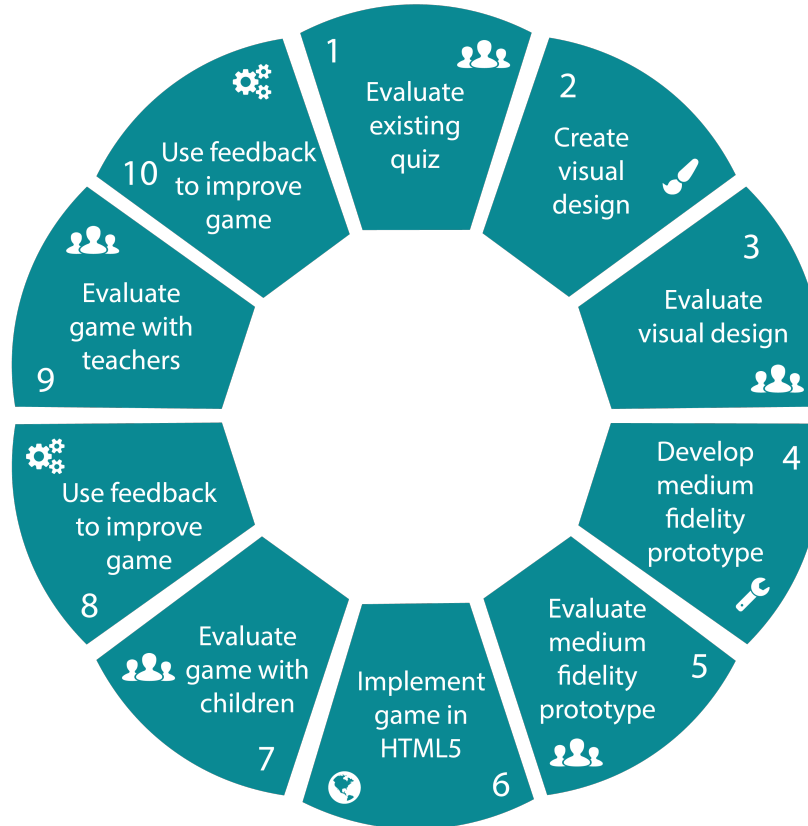 1
Evaluate
existing
quiz
2
Create
visual
design
3
Evaluate
visual design
4
Develop
medium
fidelity
prototype
5
Evaluate
medium
fidelity
prototype
6
Implement
game in
HTML5
7
Evaluate
game with
children
8
Use feedback
to improve
game
9
Evaluate
game with
teachers
10
Use feedback
to improve
game